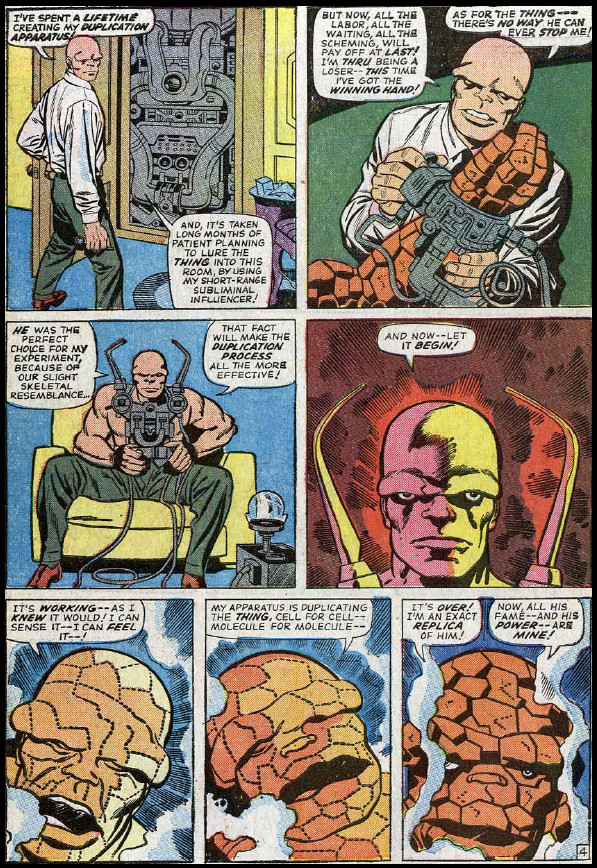 I'VE SPENT A LIFETIME
CREATING MY DUPLICATION
APPARATUS!
AND, IT'S TAKEN
LONG MONTHS OF
PATIENT PLANNING
TO LURE THE
THING INTO THIS
ROOM, BY USING
MY SHORT-RANGE
SUBLIMINAL
INFLUENCER!
BUT NOW, ALL THE
LABOR, ALL THE
WAITING, ALL THE
SCHEMING, WILL
PAY OFF AT LAST!
I'M THRU BEING A
LOSER--THIS TIME
I'VE GOT THE
WINNING HAND!
AS FOR THE THING---
THERE'S NO WAY HE CAN
EVER STOP ME!
HE WAS THE
PERFECT
CHOICE FOR MY
EXPERIMENT,
BECAUSE OF
OUR SLIGHT
SKELETAL
RESEMBLANCE...
THAT FACT
WILL MAKE THE
DUPLICATION
PROCESS
ALL THE MORE
EFFECTIVE!
AND NOW--LET
IT BEGIN!
IT'S WORKING--AS I
KNEW IT WOULD! I CAN
SENSE IT--I CAN FEEL
IT--!
MY APPARATUS IS DUPLICATING
THE THING, CELL FOR CELL--
MOLECULE FOR MOLECULE--
IT'S OVER!
I'M AN EXACT
REPLICA
OF HIM!
NOW, ALL HIS
FAME--AND HIS
POWER--ARE
MINE!
4